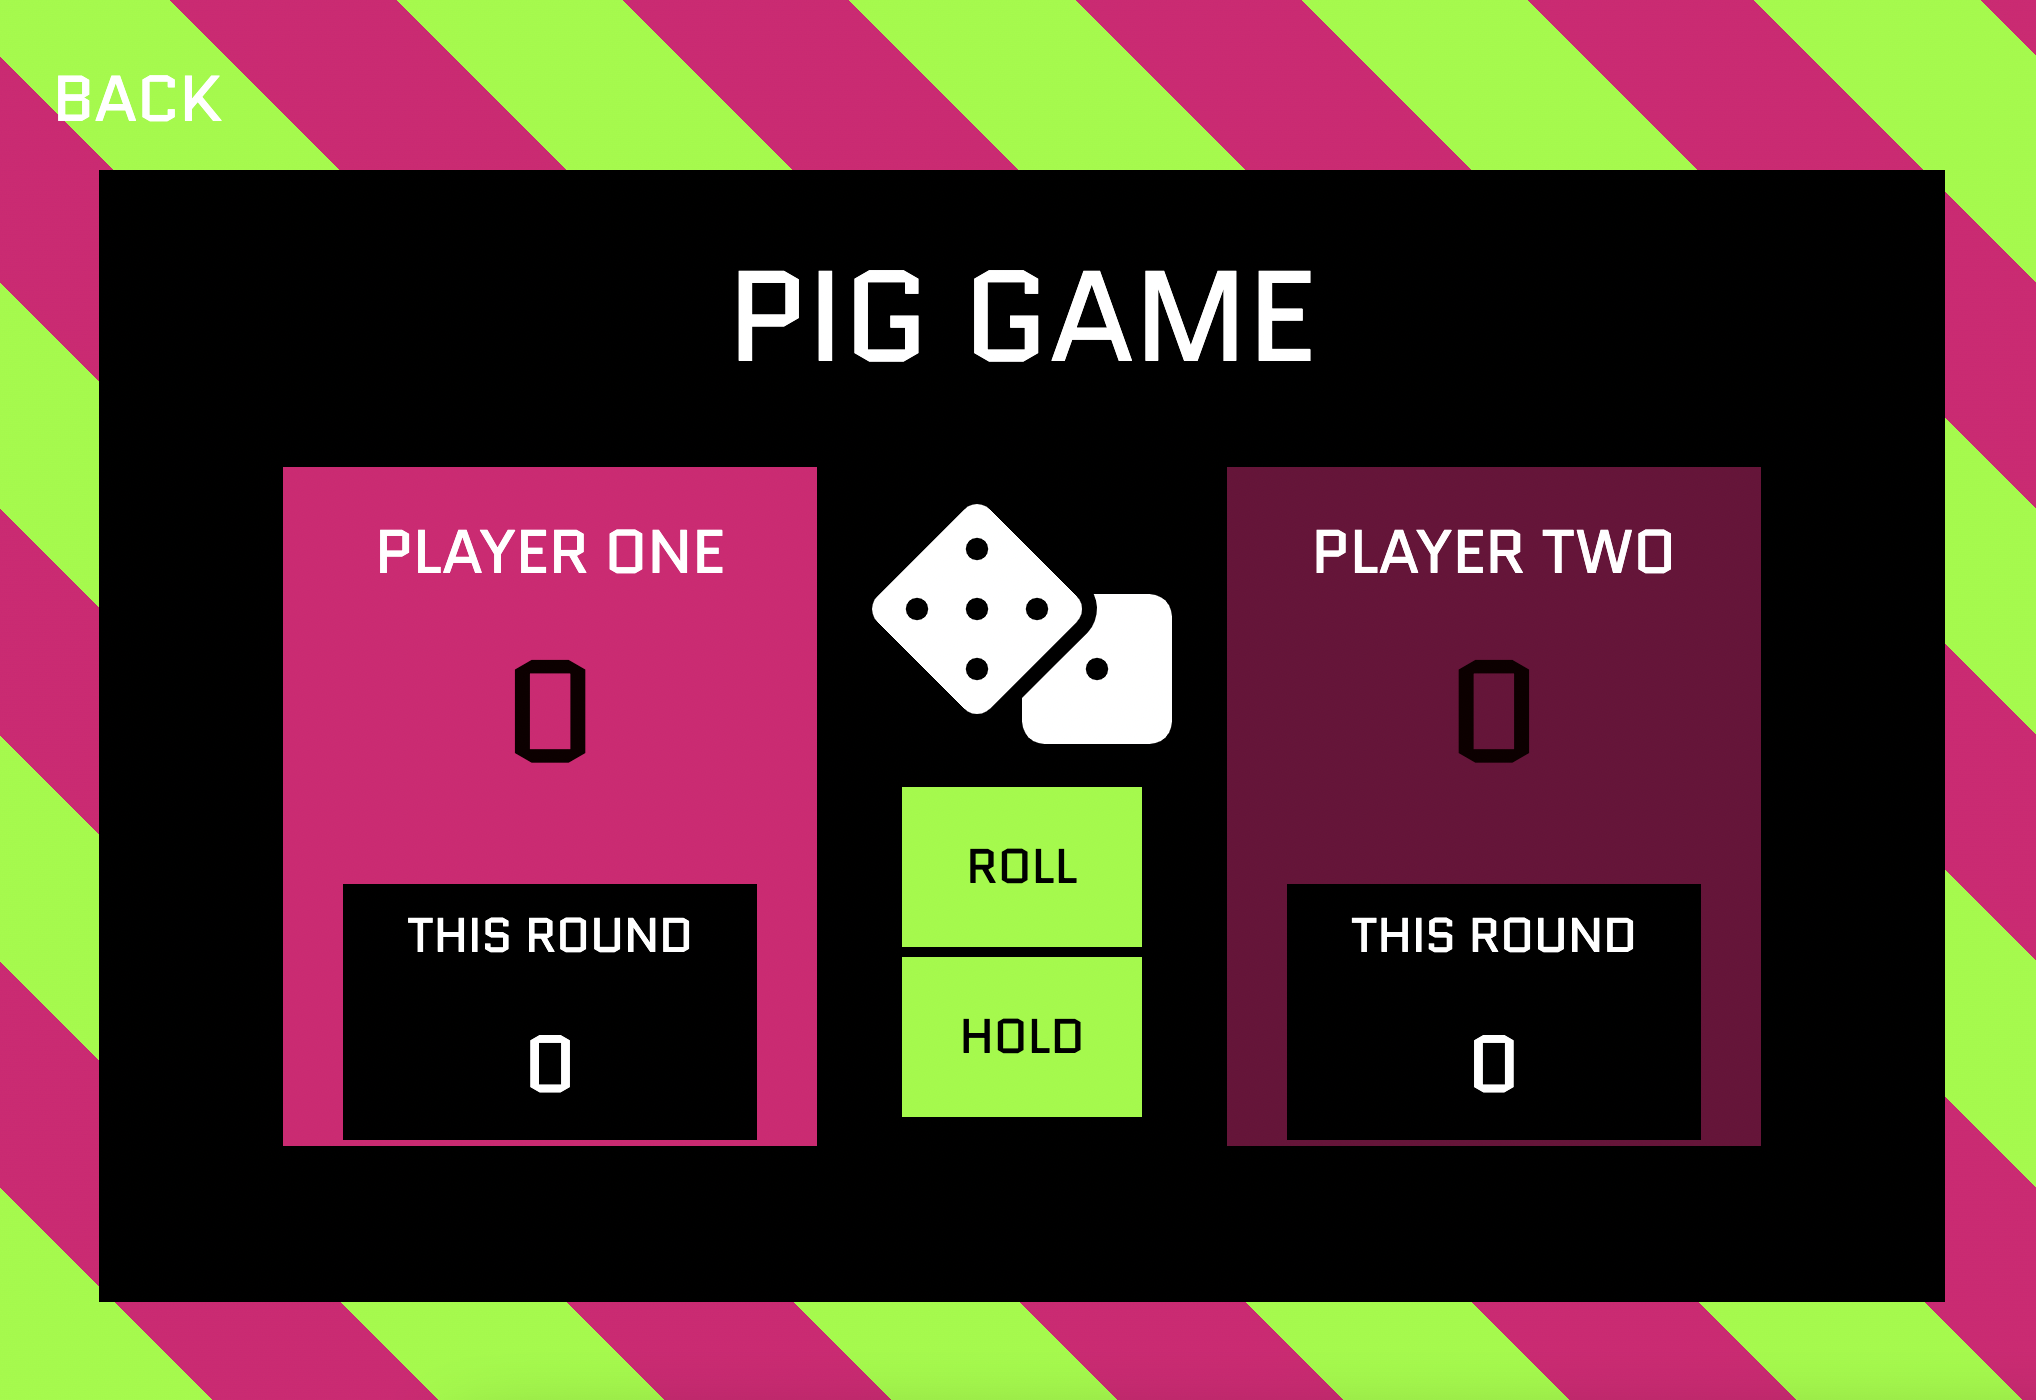 BACK
PIG GAME
PLAYER ONE
0
THIS ROUND
0
ROLL
HOLD
PLAYER TWO
0
THIS ROUND
0